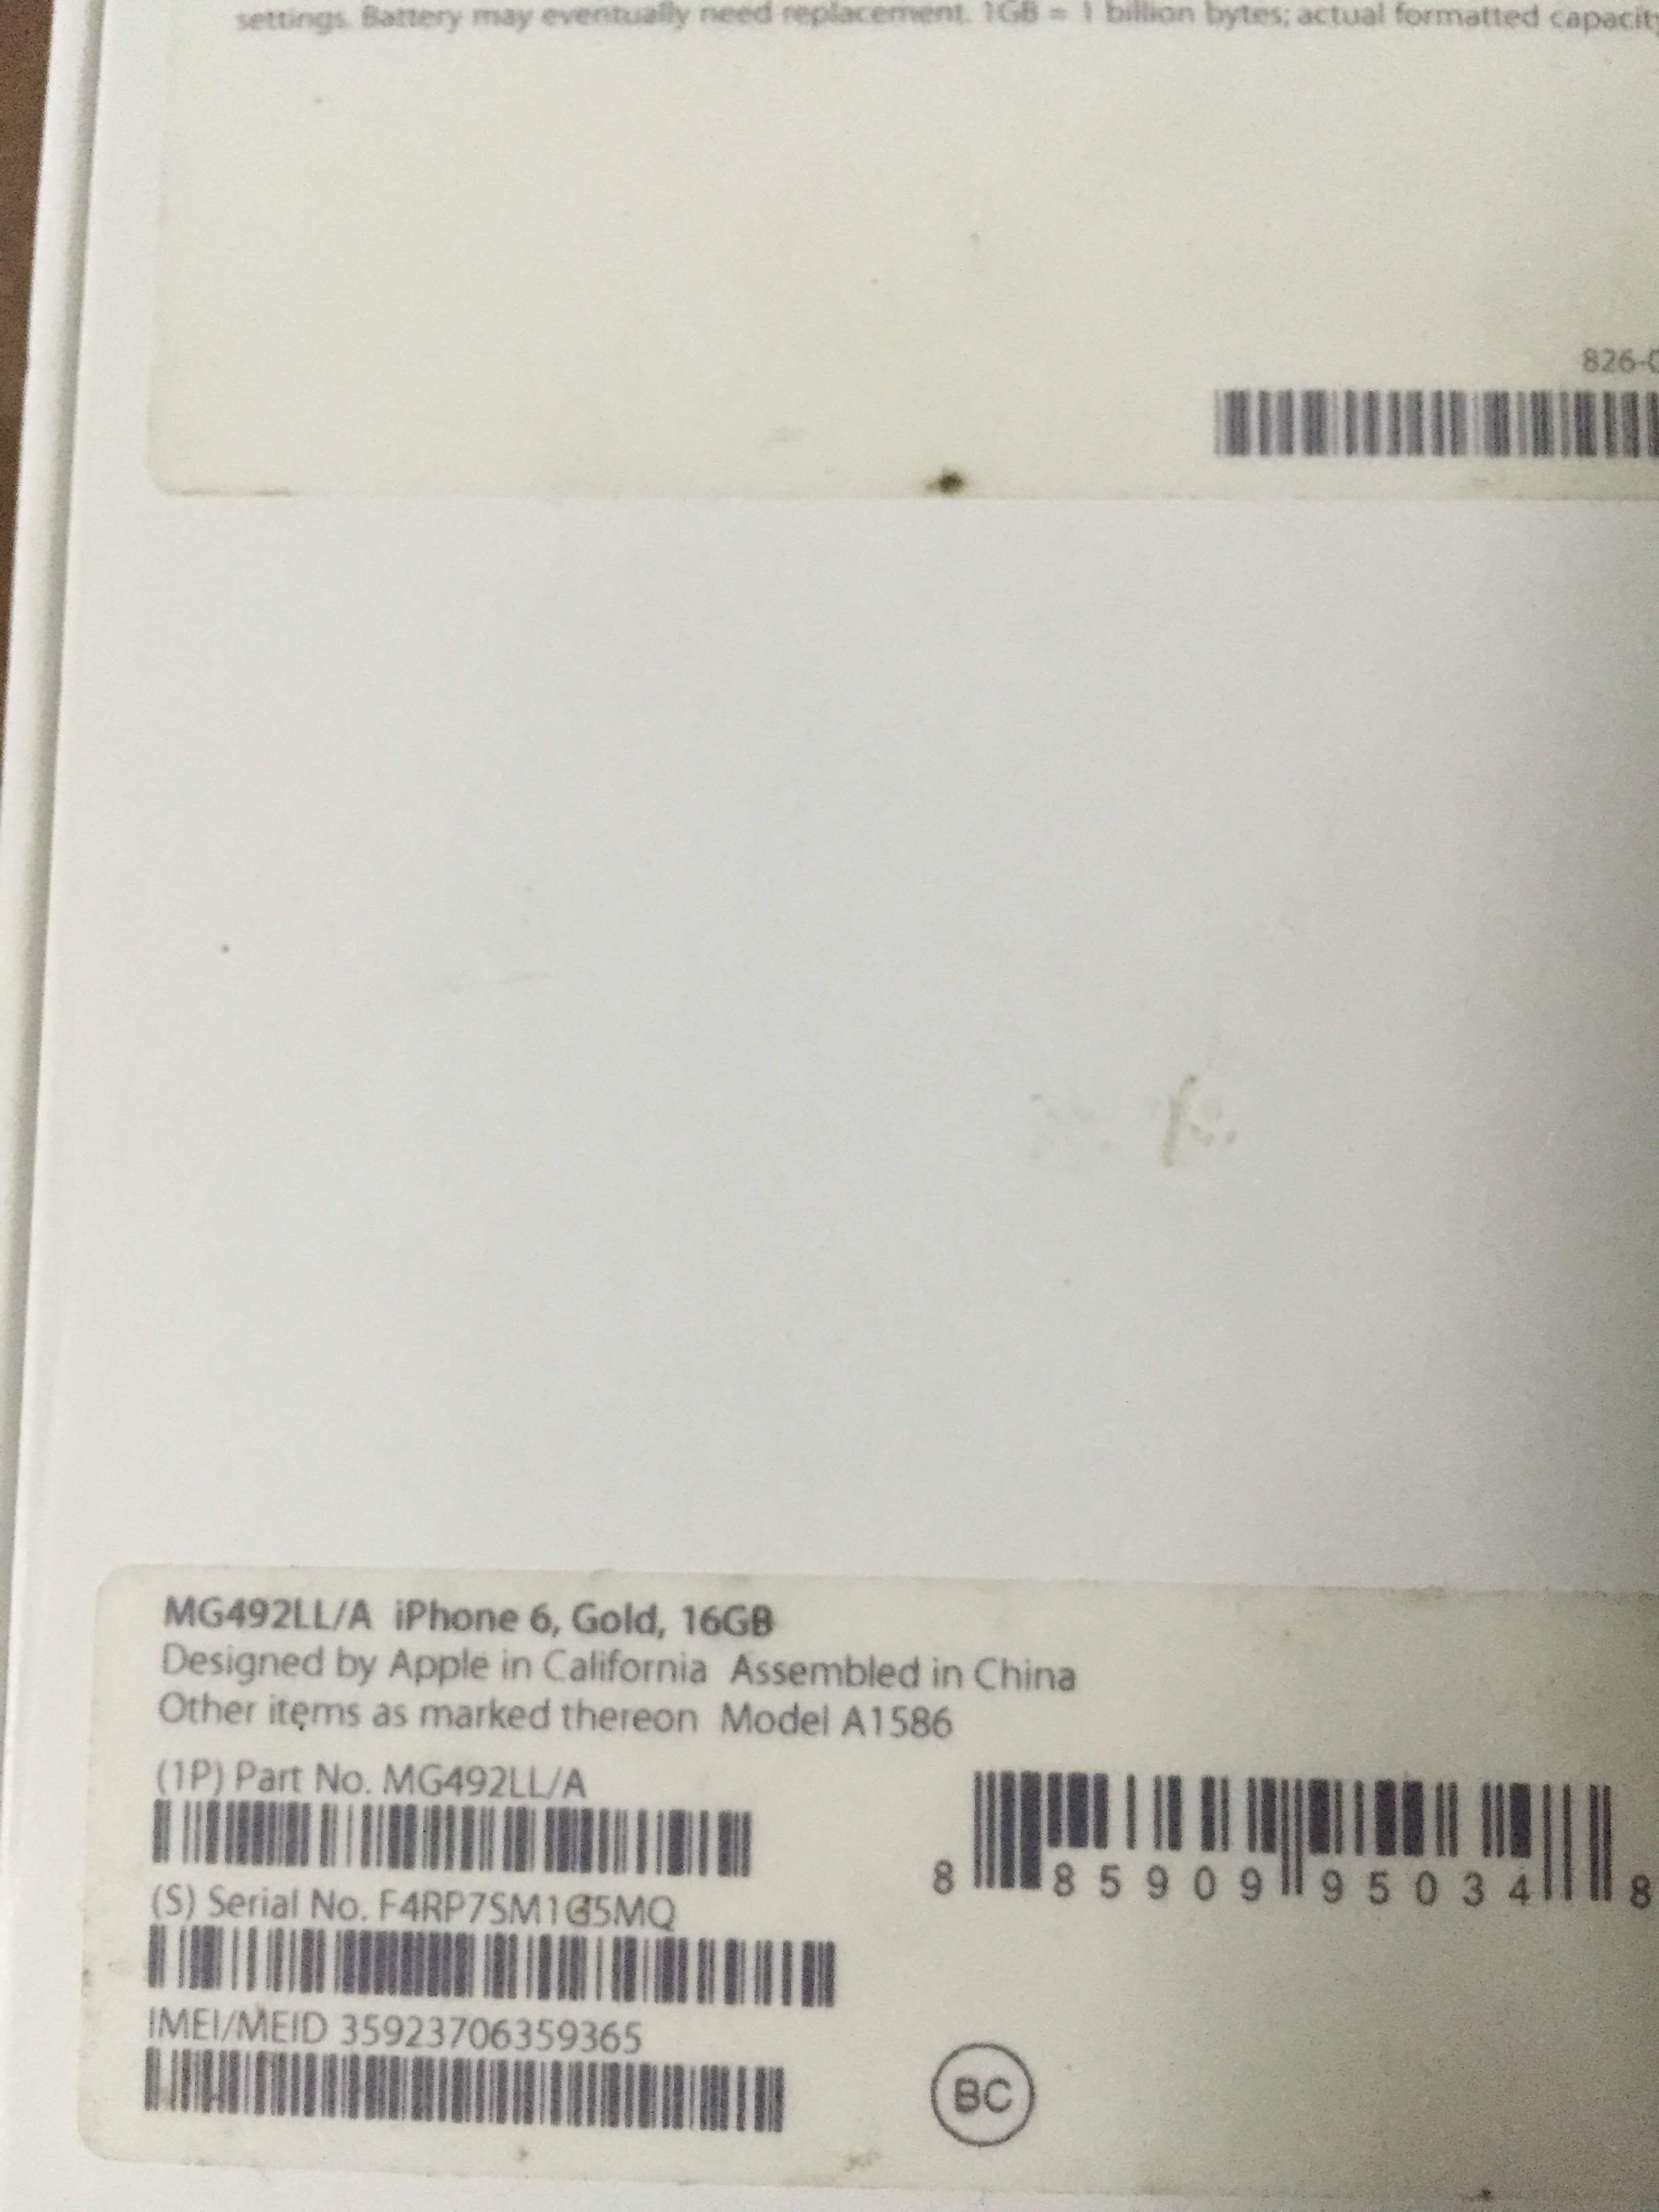 settings. Battery may eventually need replacement. 1GB = 1 billion bytes; actual formatted capacity
826-0
MG492LL/A iPhone 6, Gold, 16GB
Designed by Apple in California Assembled in China
Other items as marked thereon Model A1586
(1P) Part No. MG492LL/A
8 85909 95034 8
(S) Serial No. F4RP7SM1G5MQ
IMEI/MEID 35923706359365
BC